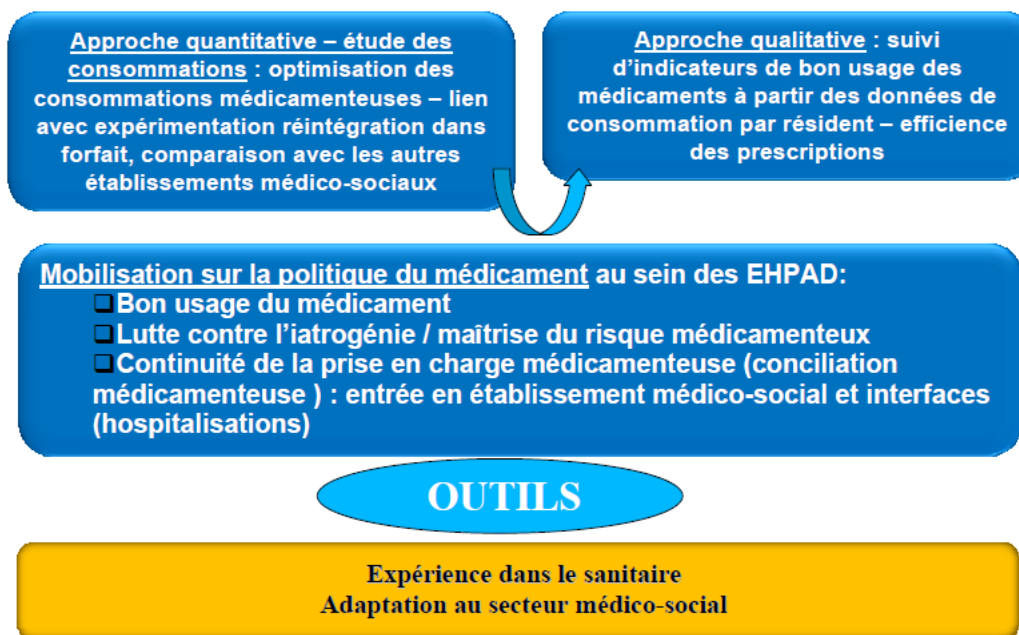 Approche quantitative – étude des
consommations : optimisation des
consommations médicamenteuses – lien
avec expérimentation réintégration dans
forfait, comparaison avec les autres
établissements médico-sociaux
Approche qualitative : suivi
d’indicateurs de bon usage des
médicaments à partir des données de
consommation par résident – efficience
des prescriptions
Mobilisation sur la politique du médicament au sein des EHPAD:
❑Bon usage du médicament
❑Lutte contre l’iatrogénie / maîtrise du risque médicamenteux
❑Continuité de la prise en charge médicamenteuse (conciliation
médicamenteuse ) : entrée en établissement médico-social et interfaces
(hospitalisations)
OUTILS
Expérience dans le sanitaire
Adaptation au secteur médico-social